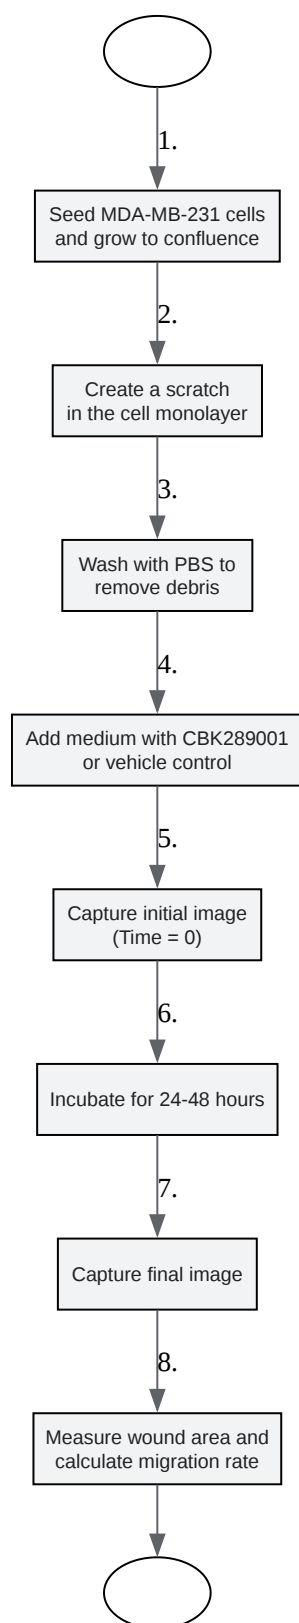 1.
Seed MDA-MB-231 cells
and grow to confluence
2.
Create a scratch
in the cell monolayer
3.
Wash with PBS to
remove debris
4.
Add medium with CBK289001
or vehicle control
5.
Capture initial image
(Time = 0)
6.
Incubate for 24-48 hours
7.
Capture final image
8.
Measure wound area and
calculate migration rate